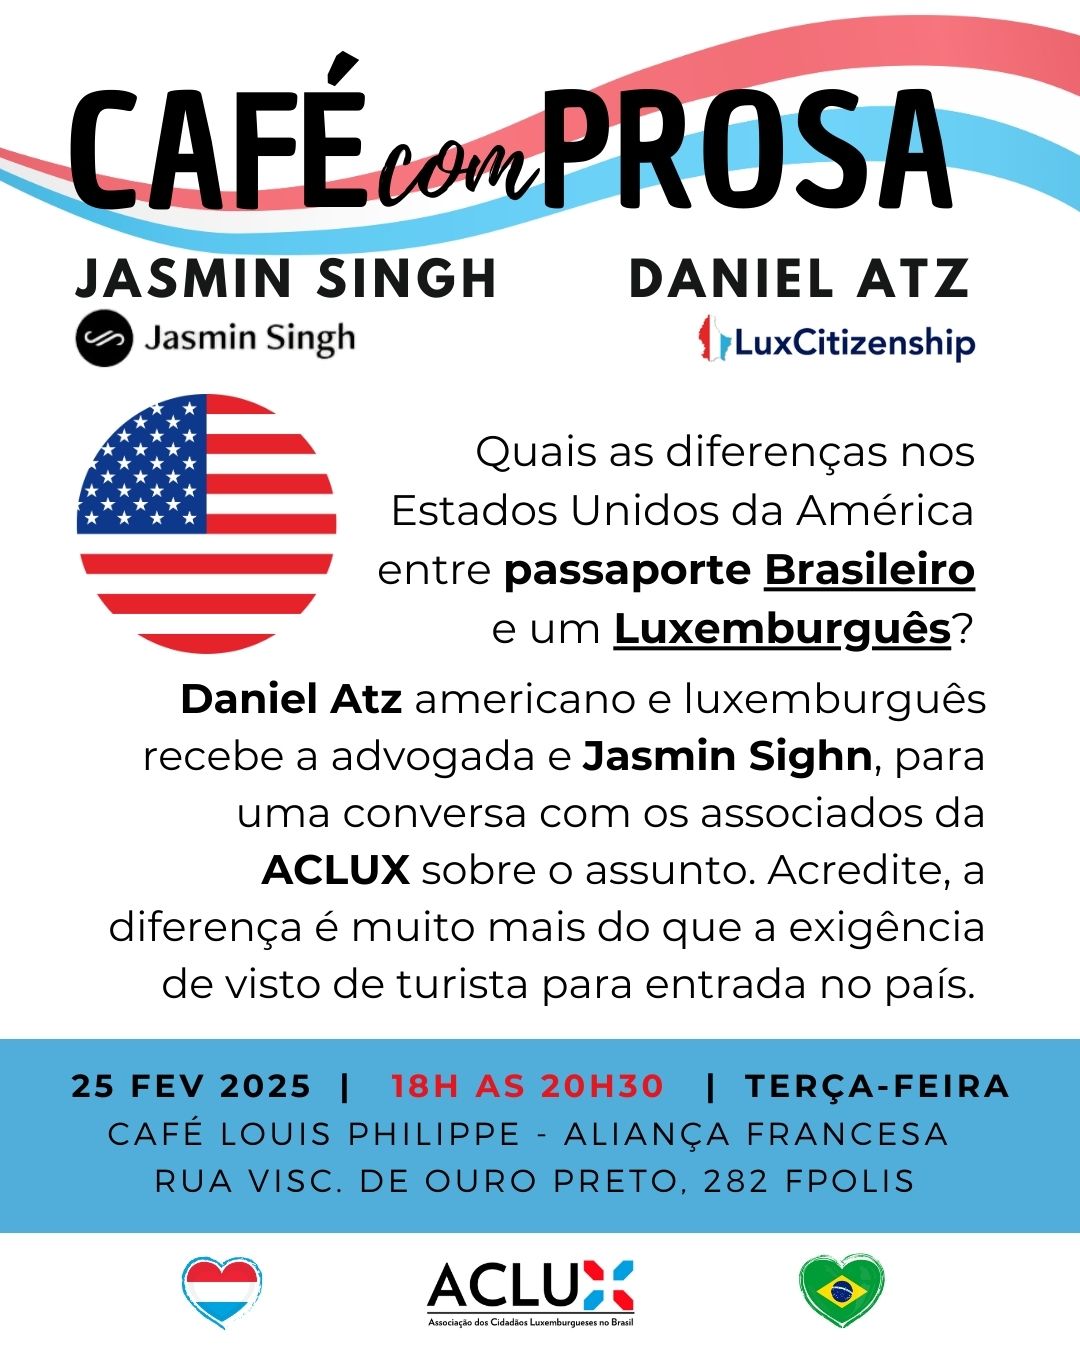 CAFÉ com PROSA
JASMIN SINGH
DANIEL ATZ
Jasmin Singh
LuxCitizenship
Quais as diferenças nos
Estados Unidos da América
entre passaporte Brasileiro
e um Luxemburguês?
Daniel Atz americano e luxemburguês
recebe a advogada e Jasmin Sighn, para
uma conversa com os associados da
ACLUX sobre o assunto. Acredite, a
diferença é muito mais do que a exigência
de visto de turista para entrada no país.
25 FEV 2025 | 18H AS 20H30 | TERÇA-FEIRA
CAFÉ LOUIS PHILIPPE - ALIANÇA FRANCESA
RUA VISC. DE OURO PRETO, 282 FPOLIS
ACLUX
Associação dos Cidadãos Luxemburgueses no Brasil